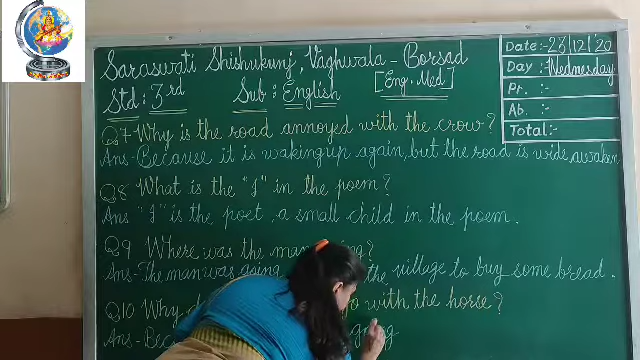 Saraswati Shishukunj, Vaghwala - Borsad
Std : 3rd Sub : English [Eng. Med]
Date:- 23/12/'20
Day:- Wednesday
Pr. :-
Ab. :-
Total:-
Q7 Why is the road annoyed with the crow?
Ans- Because it is waking up again, but the road is wide awaken
Q8 What is the "I" in the poem?
Ans "I" is the poet, a small child in the poem.
Q9 Where was the man
Ans- The man was going the village to buy some bread.
Q10 Why with the horse?
Ans- going